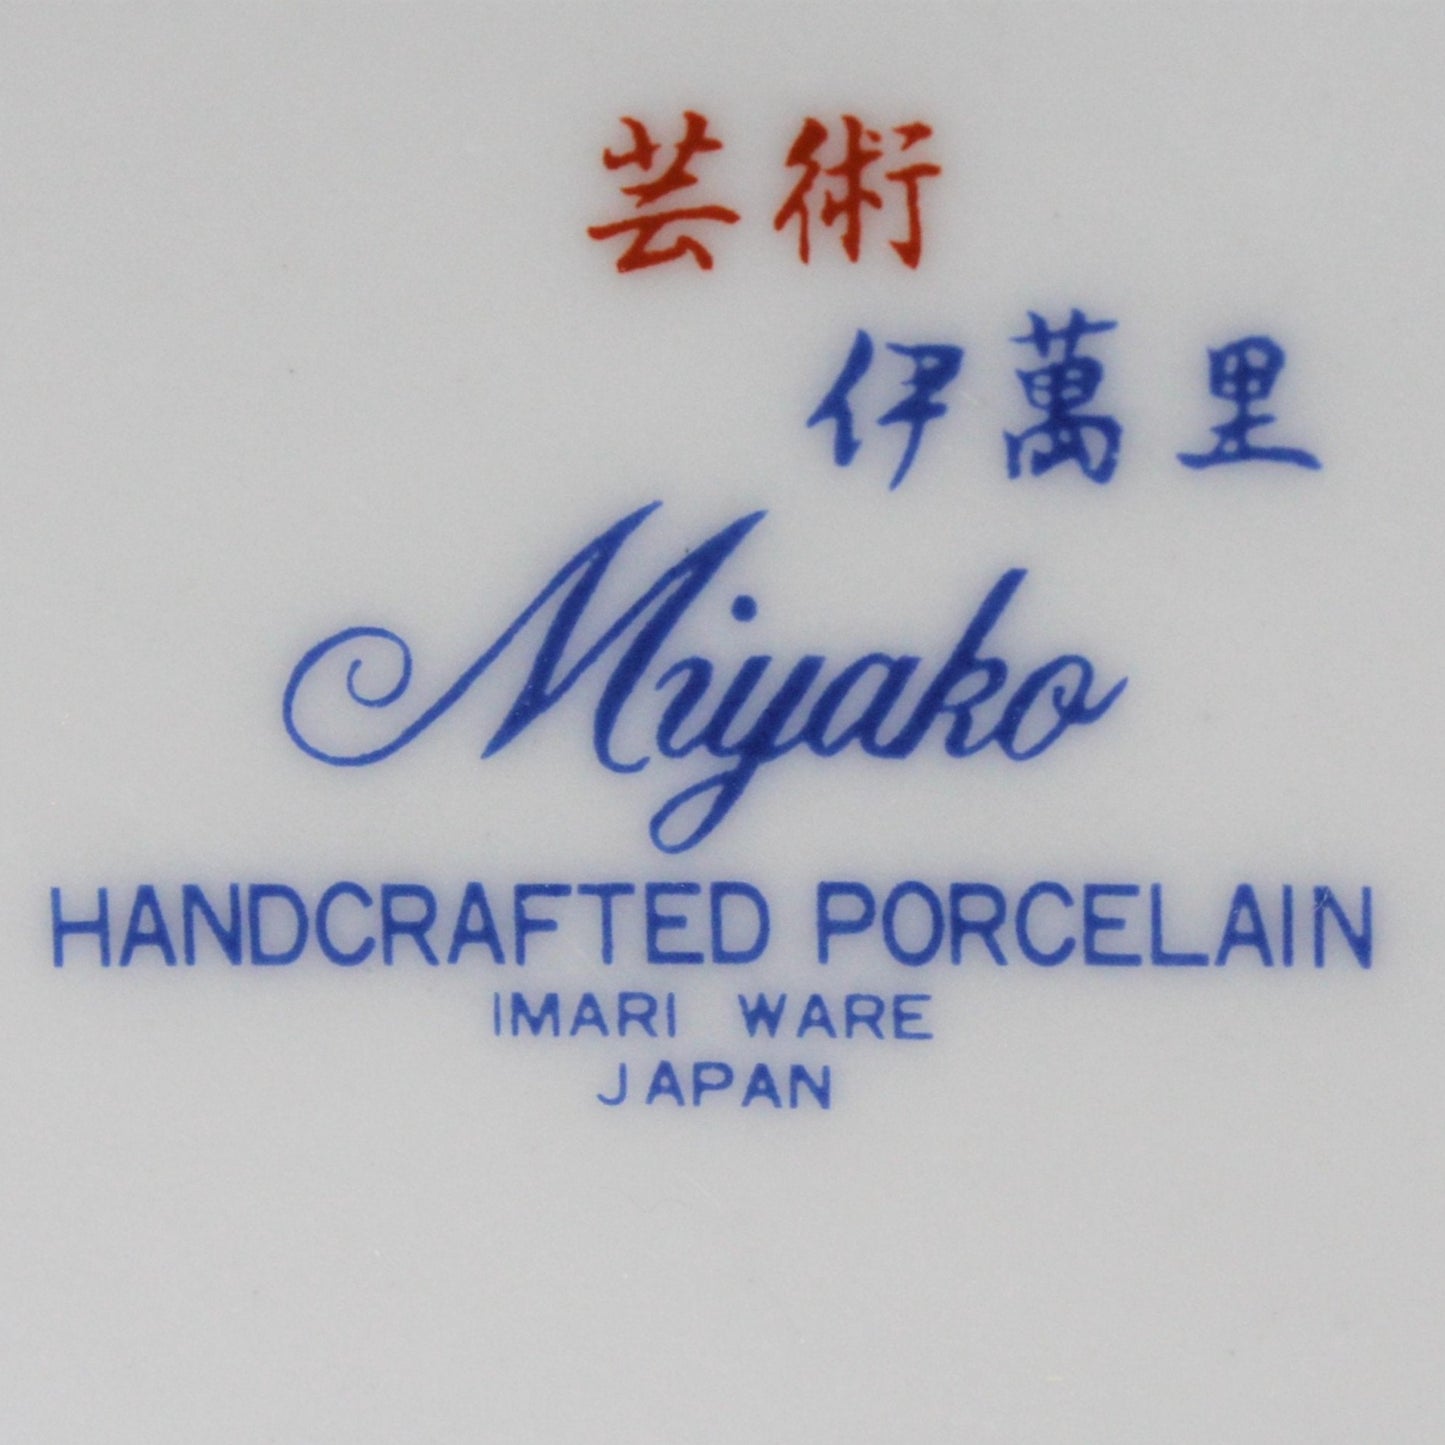 芸術
伊萬里
Miyako
HANDCRAFTED PORCELAIN
IMARI WARE
JAPAN